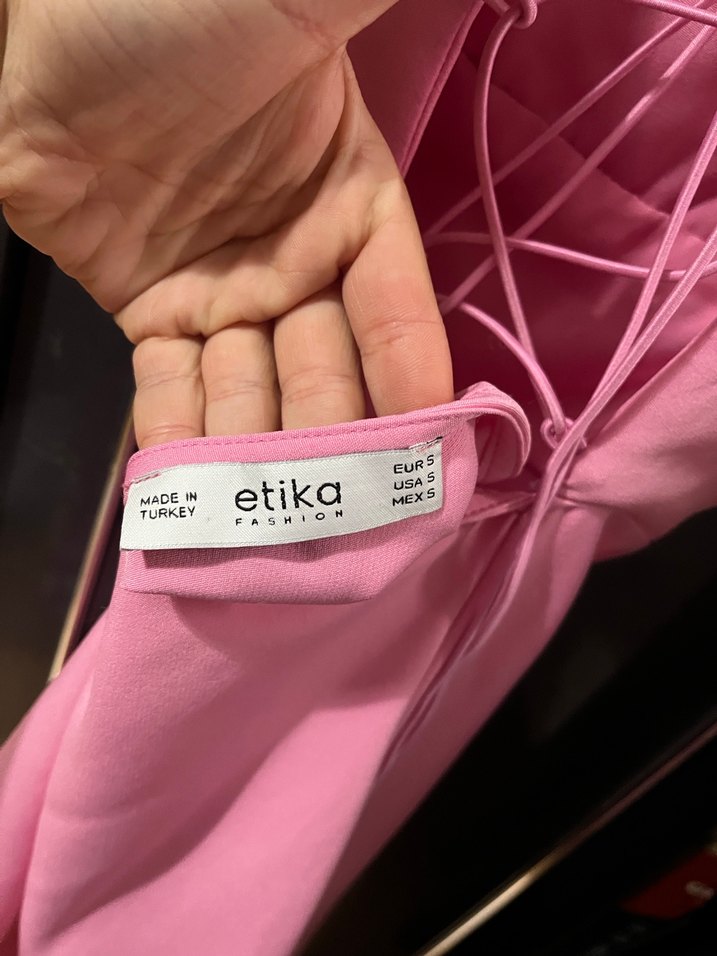 MADE IN
TURKEY
etika
FASHION
EUR S
USA S
MEX S